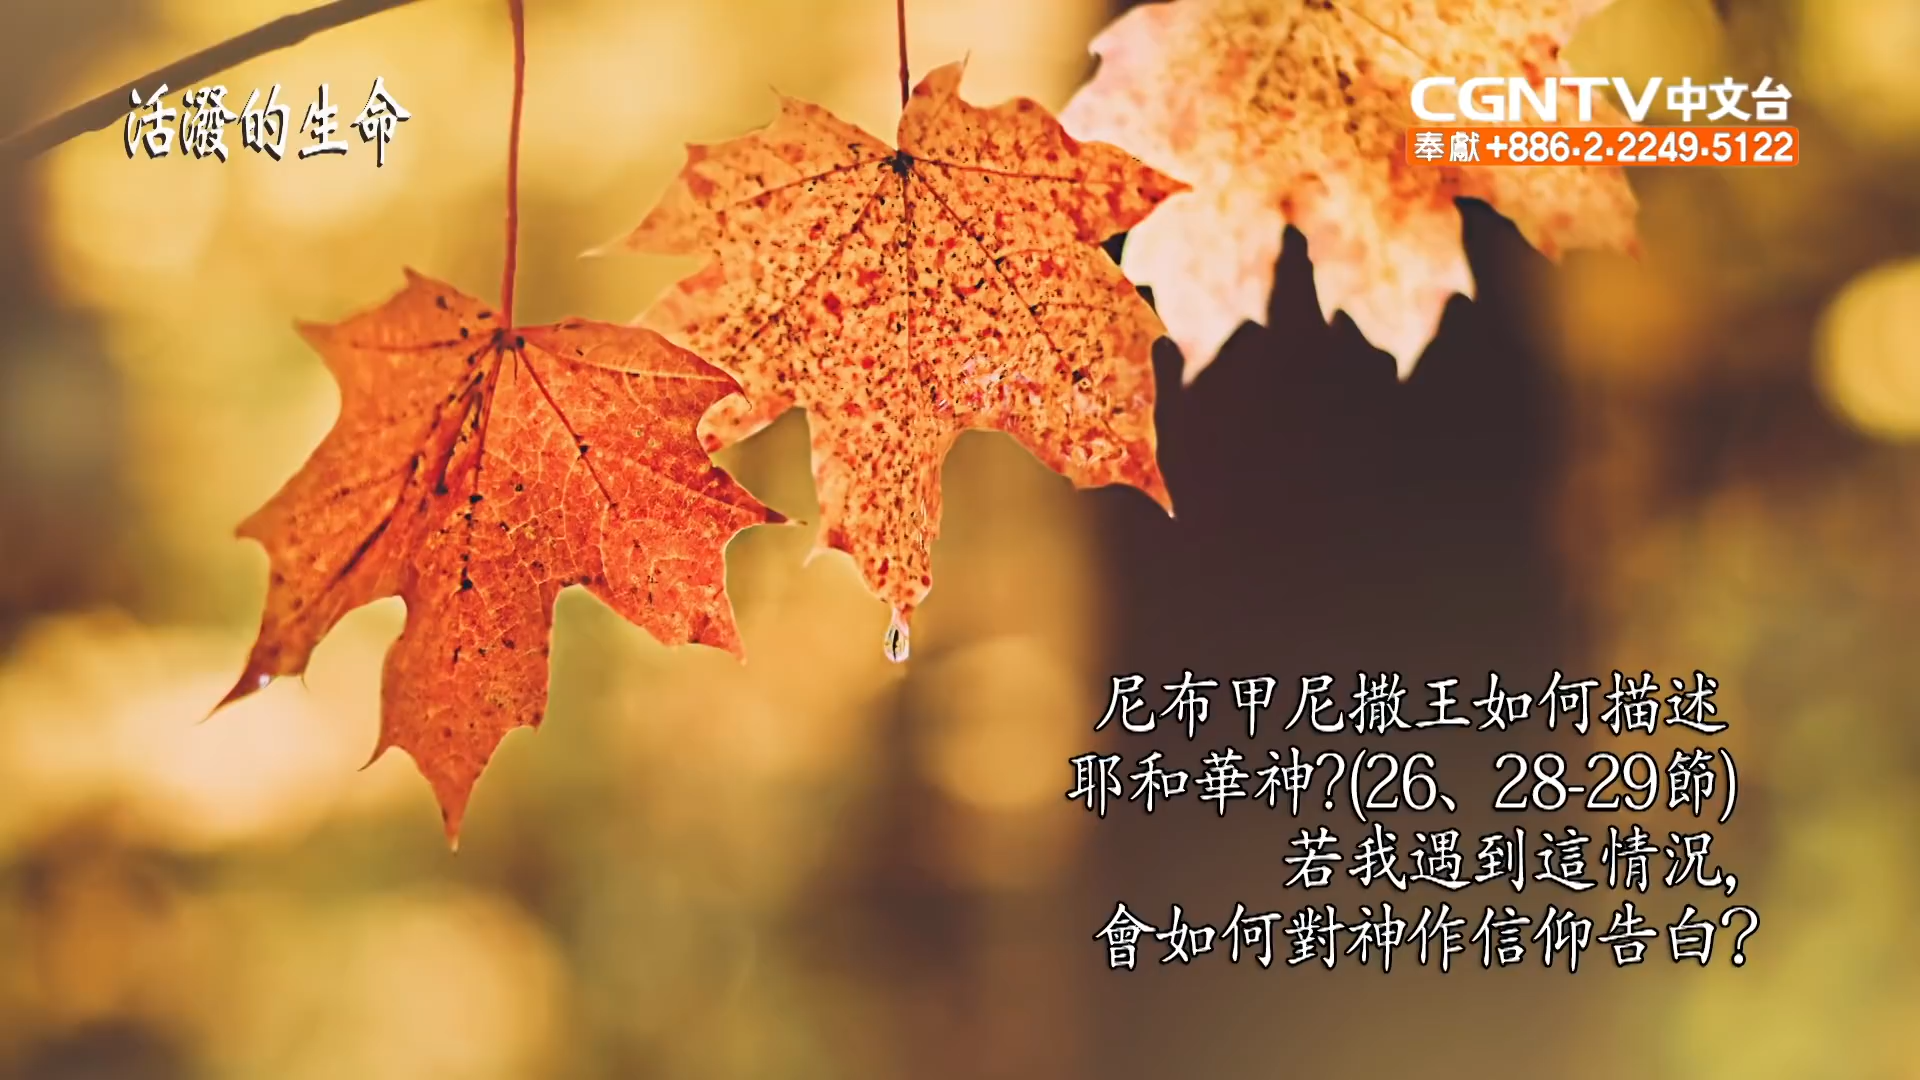 活潑的生命
CGNTV中文台
奉獻+886·2·2249·5122
尼布甲尼撒王如何描述
耶和華神?(26、28-29節)
若我遇到這情況,
會如何對神作信仰告白?